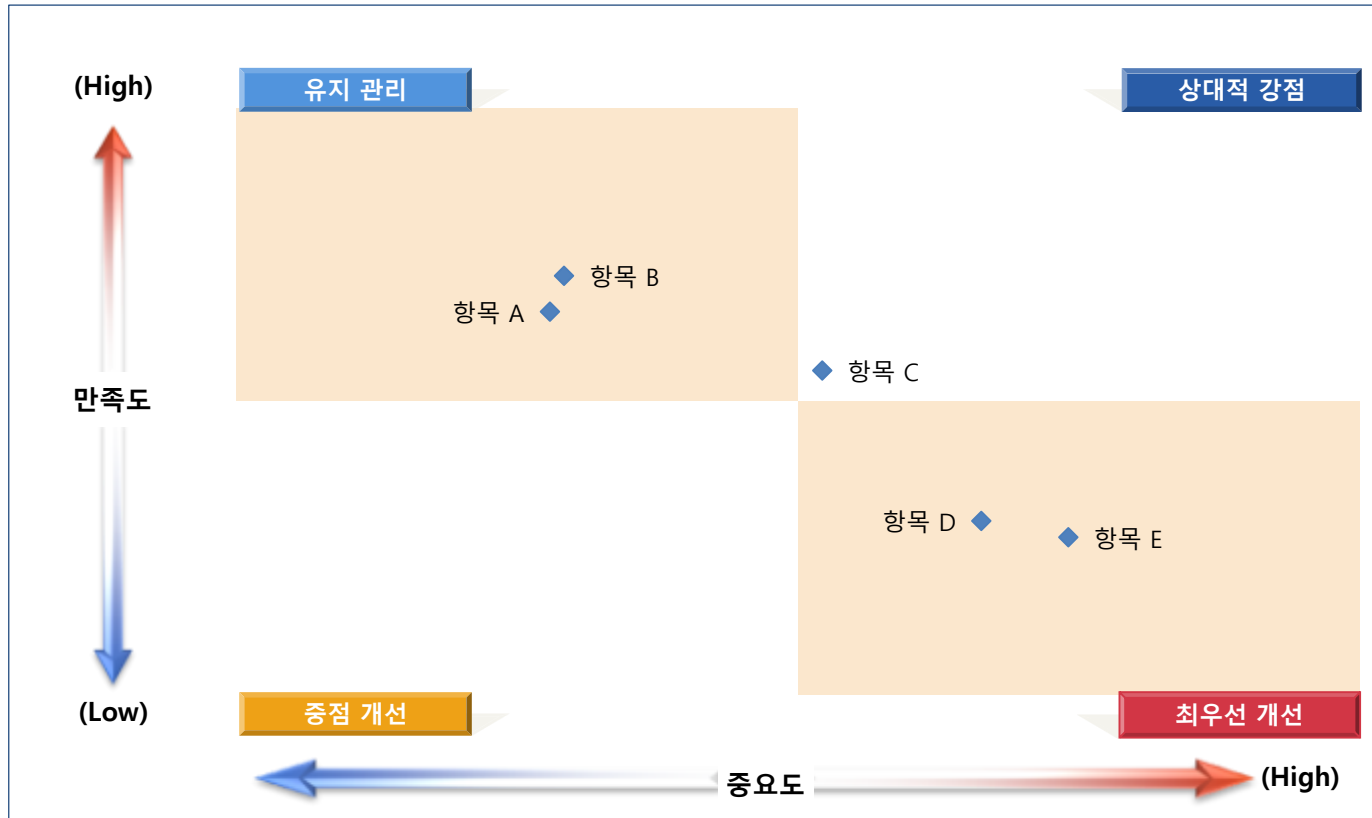 (High)
유지 관리
상대적 강점
항목 B
항목 A
항목 C
만족도
항목 D
항목 E
(Low)
중점 개선
최우선 개선
중요도
(High)